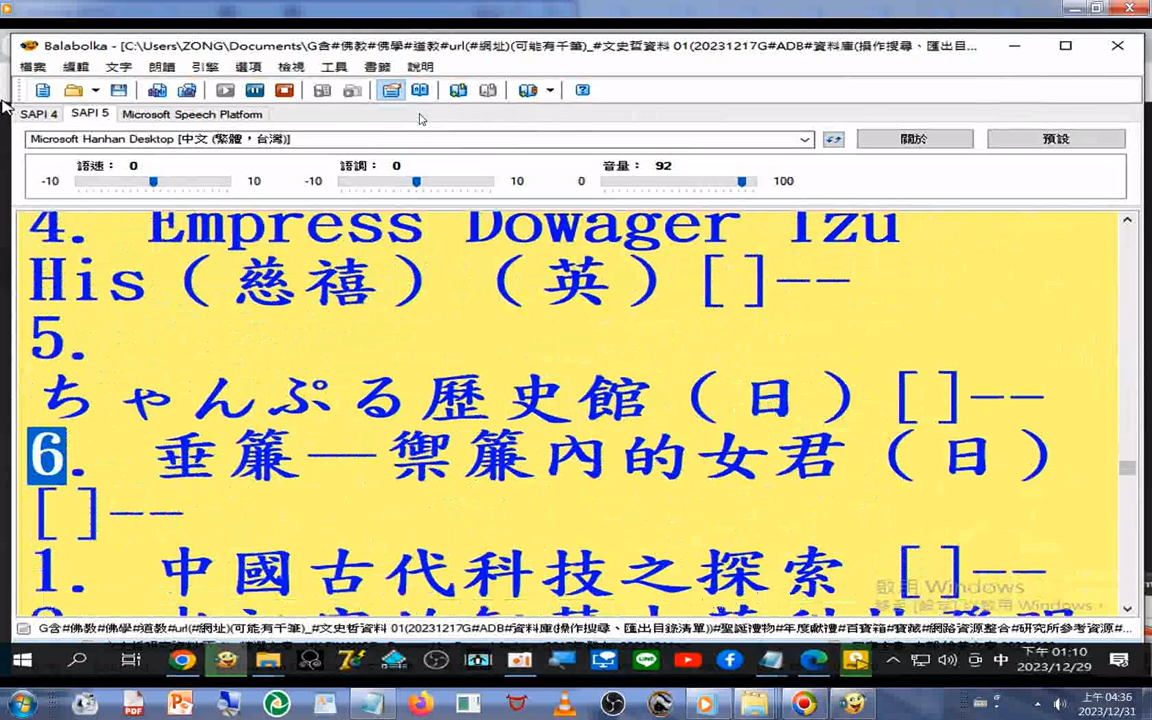 Balabolka - [C:\Users\ZONG\Documents\G含#佛教#佛學#道教#url(#網址)(可能有千筆)_#文史哲資料 01(20231217G#ADB#資料庫(操作搜尋、匯出目...
檔案 編輯 文字 朗讀 引擎 選項 檢視 工具 書籤 說明
SAPI 4 SAPI 5 Microsoft Speech Platform
Microsoft Hanhan Desktop [中文 (繁體，台灣)] 關於 預設
語速： 0 語調： 0 音量： 92
-10 10 -10 10 0 100
4. Empress Dowager Tzu
His（慈禧）（英）[]--
5.
ちゃんぷる歷史館（日）[]--
6. 垂簾—禦簾內的女君（日）
[]--
1. 中國古代科技之探索 []--
啟用 Windows
G含#佛教#佛學#道教#url(#網址)(可能有千筆)_#文史哲資料 01(20231217G#ADB#資料庫(操作搜尋、匯出目錄清單))#聖誕禮物#年度獻禮#百寶箱#寶藏#網路資源整合#研究所參考資源#...
中 下午 01:10
2023/12/29
上午 04:36
2023/12/31